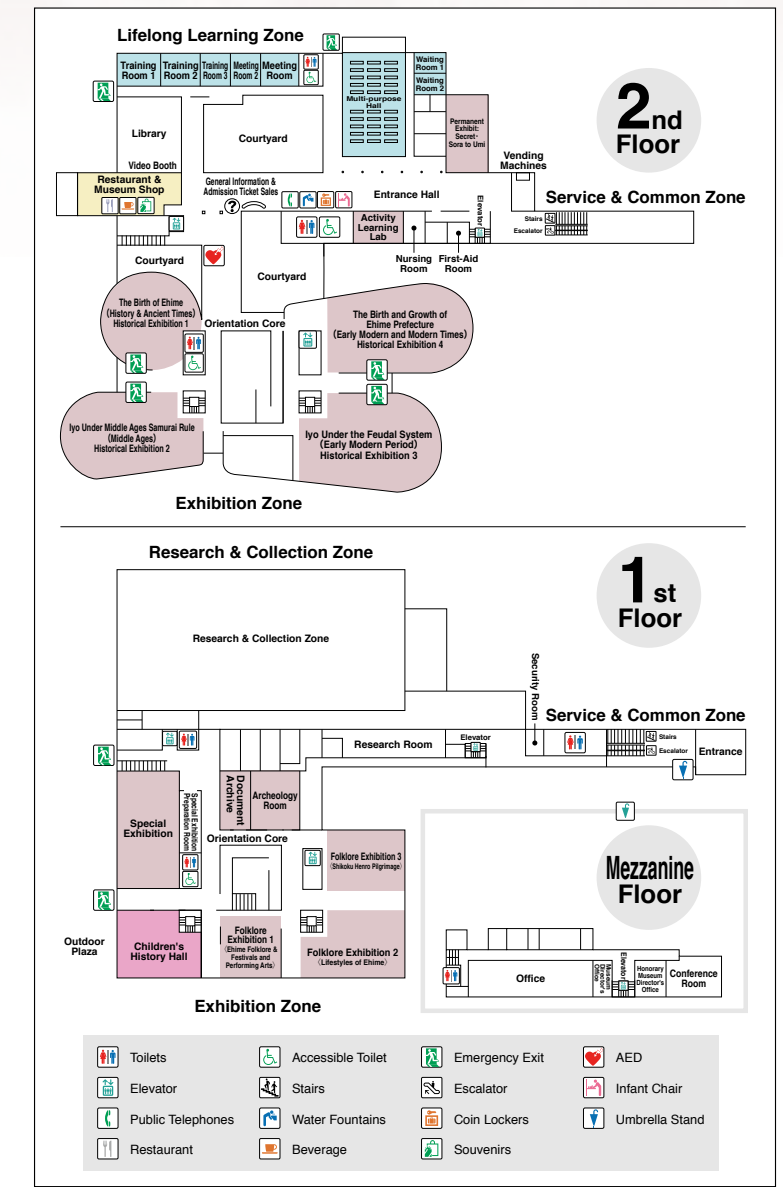 Lifelong Learning Zone
Training
Room 1
Training
Room 2
Training
Room 3
Meeting
Room 2
Meeting
Room
Multi-purpose
Hall
Waiting
Room 1
Waiting
Room 2
Permanent
Exhibit:
Secret-
Sora to Umi
2nd
Floor
Library
Courtyard
Video Booth
Restaurant &
Museum Shop
General Information &
Admission Ticket Sales
?
Entrance Hall
Vending
Machines
Service & Common Zone
Elevator
Stairs
Escalator
Activity
Learning
Lab
Nursing
Room
First-Aid
Room
Courtyard
Courtyard
The Birth of Ehime
(History & Ancient Times)
Historical Exhibition 1
Orientation Core
The Birth and Growth of
Ehime Prefecture
(Early Modern and Modern Times)
Historical Exhibition 4
Iyo Under Middle Ages Samurai Rule
(Middle Ages)
Historical Exhibition 2
Iyo Under the Feudal System
(Early Modern Period)
Historical Exhibition 3
Exhibition Zone
Research & Collection Zone
1st
Floor
Research & Collection Zone
Security Room
Service & Common Zone
Research Room
Elevator
Stairs
Escalator
Entrance
Special
Exhibition
Special Exhibition
Preparation Room
Document
Archive
Archeology
Room
Orientation Core
Folklore Exhibition 3
(Shikoku Henro Pilgrimage)
Outdoor
Plaza
Children's
History Hall
Folklore
Exhibition 1
(Ehime Folklore &
Festivals and
Performing Arts)
Folklore Exhibition 2
(Lifestyles of Ehime)
Exhibition Zone
Mezzanine
Floor
Office
Museum
Director's
Office
Elevator
Honorary
Museum
Director's
Office
Conference
Room
Toilets
Accessible Toilet
Emergency Exit
AED
Elevator
Stairs
Escalator
Infant Chair
Public Telephones
Water Fountains
Coin Lockers
Umbrella Stand
Restaurant
Beverage
Souvenirs